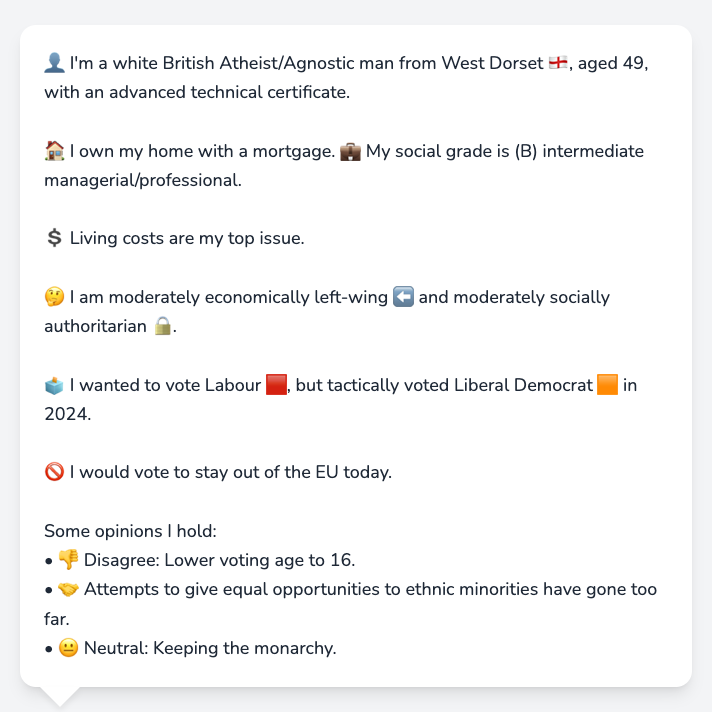 👤 I'm a white British Atheist/Agnostic man from West Dorset 🏴󠁧󠁢󠁥󠁮󠁧󠁿, aged 49,
with an advanced technical certificate.
🏠 I own my home with a mortgage. 💼 My social grade is (B) intermediate
managerial/professional.
💲 Living costs are my top issue.
🤔 I am moderately economically left-wing ⬅️ and moderately socially
authoritarian 🔒.
🗳️ I wanted to vote Labour 🟥, but tactically voted Liberal Democrat 🟧 in
2024.
🚫 I would vote to stay out of the EU today.
Some opinions I hold:
• 👎 Disagree: Lower voting age to 16.
• 🤝 Attempts to give equal opportunities to ethnic minorities have gone too
far.
• 😐 Neutral: Keeping the monarchy.